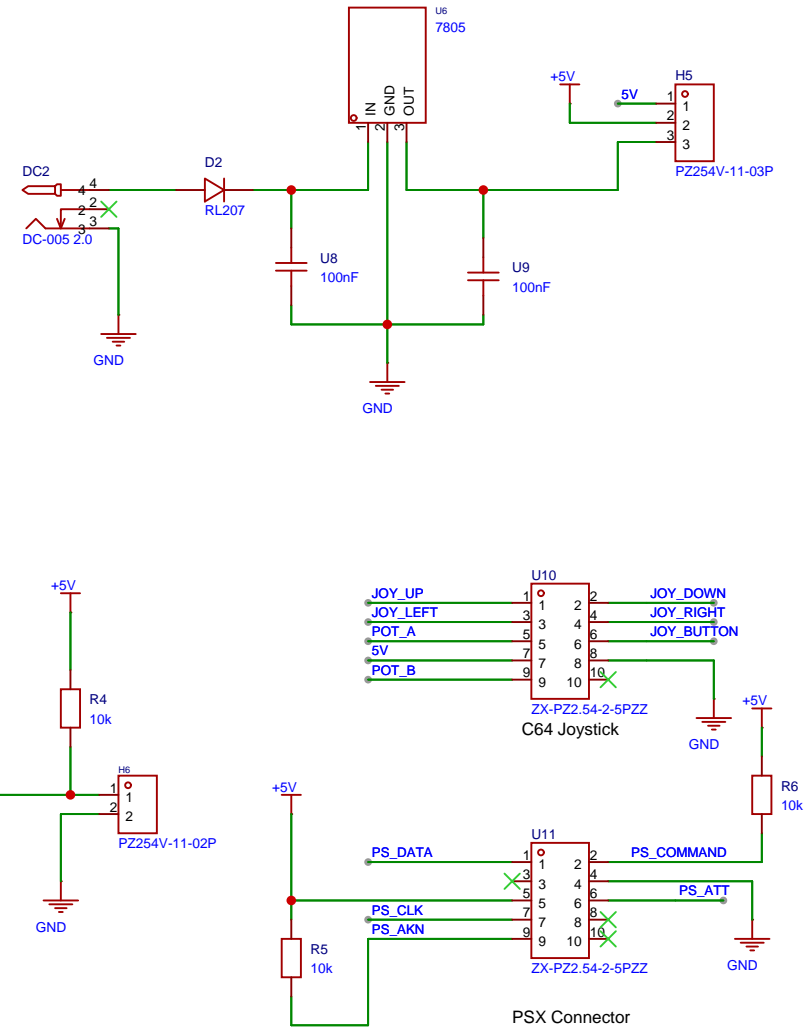 U6
7805
IN
GND
OUT
1
2
3
+5V
5V
H5
1
1
2
2
3
3
PZ254V-11-03P
DC2
4
4
2
2
3
3
DC-005 2.0
D2
RL207
U8
100nF
U9
100nF
GND
GND
+5V
R4
10k
H6
1
1
2
2
PZ254V-11-02P
GND
U10
JOY_UP
1
1
2
2
JOY_DOWN
JOY_LEFT
3
3
4
4
JOY_RIGHT
POT_A
5
5
6
6
JOY_BUTTON
5V
7
7
8
8
POT_B
9
9
10
10
ZX-PZ2.54-2-5PZZ
C64 Joystick
GND
+5V
R6
10k
+5V
U11
PS_DATA
1
1
2
2
PS_COMMAND
3
3
4
4
5
5
6
6
PS_ATT
PS_CLK
7
7
8
8
PS_AKN
9
9
10
10
R5
10k
ZX-PZ2.54-2-5PZZ
GND
PSX Connector